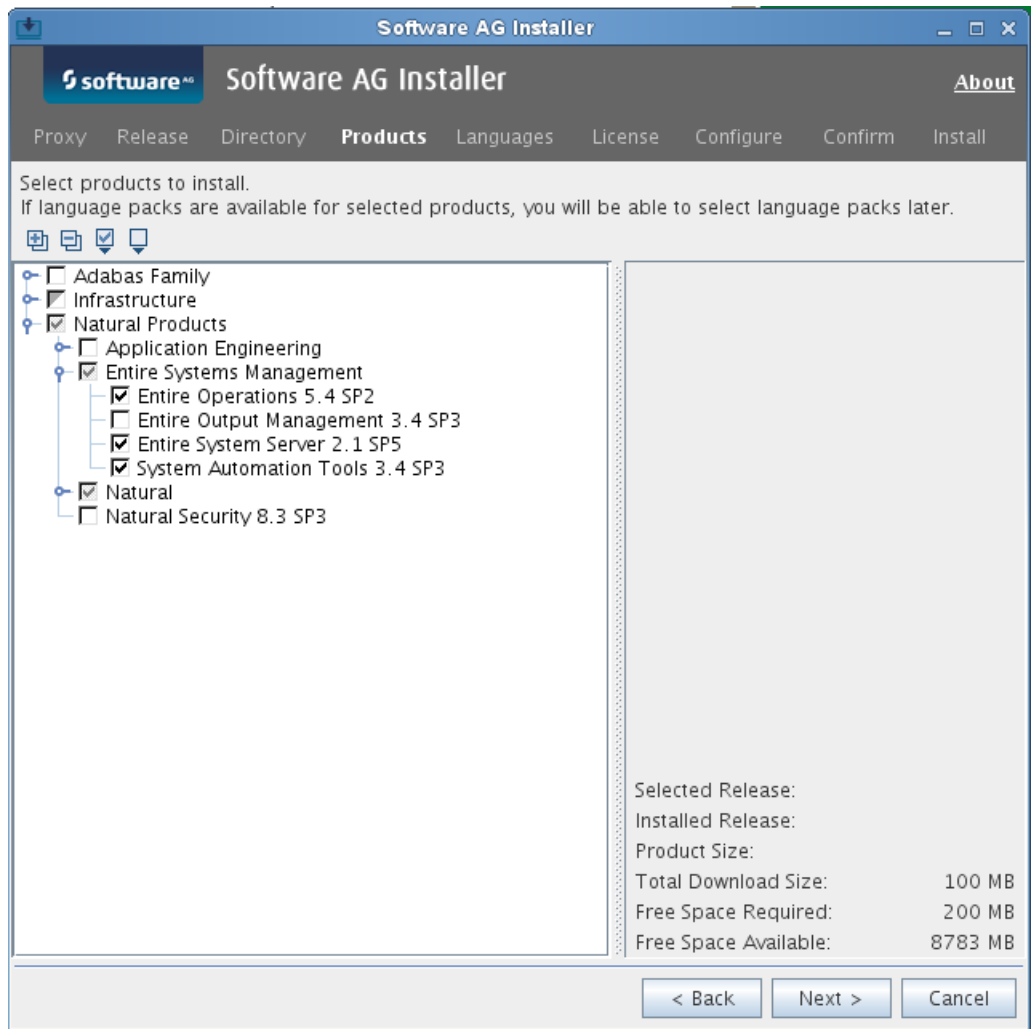 Software AG Installer
software AG
Software AG Installer
About
Proxy Release Directory Products Languages License Configure Confirm Install
Select products to install.
If language packs are available for selected products, you will be able to select language packs later.
Adabas Family
Infrastructure
Natural Products
Application Engineering
Entire Systems Management
Entire Operations 5.4 SP2
Entire Output Management 3.4 SP3
Entire System Server 2.1 SP5
System Automation Tools 3.4 SP3
Natural
Natural Security 8.3 SP3
Selected Release:
Installed Release:
Product Size:
Total Download Size: 100 MB
Free Space Required: 200 MB
Free Space Available: 8783 MB
< Back Next > Cancel